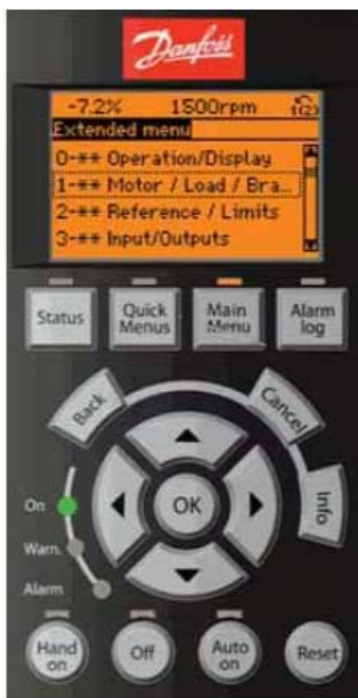 Danfoss
-7.2% 1500rpm 1(2)
Extended menu
0-** Operation/Display
1-** Motor / Load / Bra...
2-** Reference / Limits
3-** Input/Outputs
Status
Quick Menus
Main Menu
Alarm log
Back
Cancel
Info
OK
On
Warn.
Alarm
Hand on
Off
Auto on
Reset